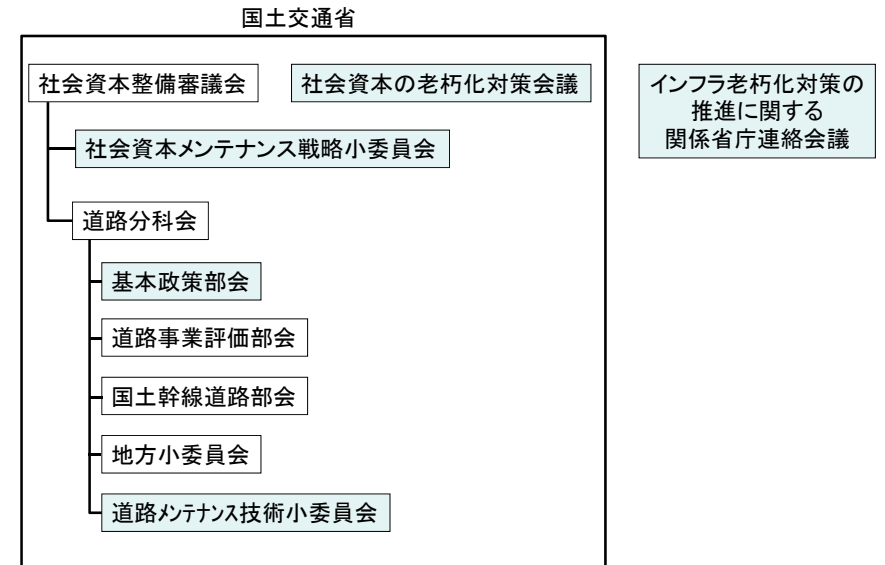 国土交通省
社会資本整備審議会
社会資本の老朽化対策会議
インフラ老朽化対策の
推進に関する
関係省庁連絡会議
社会資本メンテナンス戦略小委員会
道路分科会
基本政策部会
道路事業評価部会
国土幹線道路部会
地方小委員会
道路ﾒﾝﾃﾅﾝｽ技術小委員会